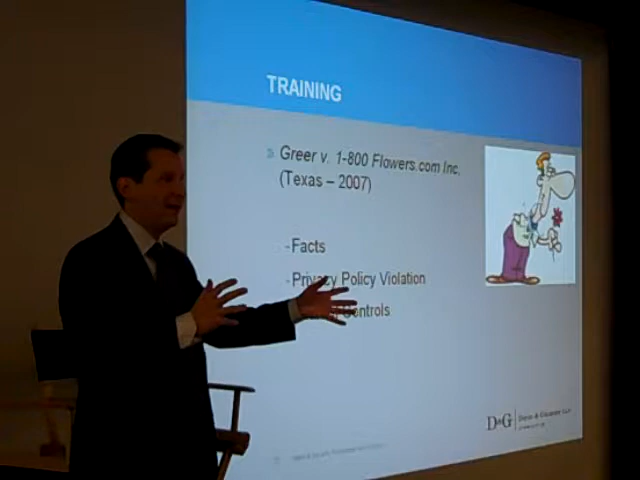 TRAINING
» Greer v. 1-800 Flowers.com Inc.
(Texas – 2007)
-Facts
-Privacy Policy Violation
Controls
D&G